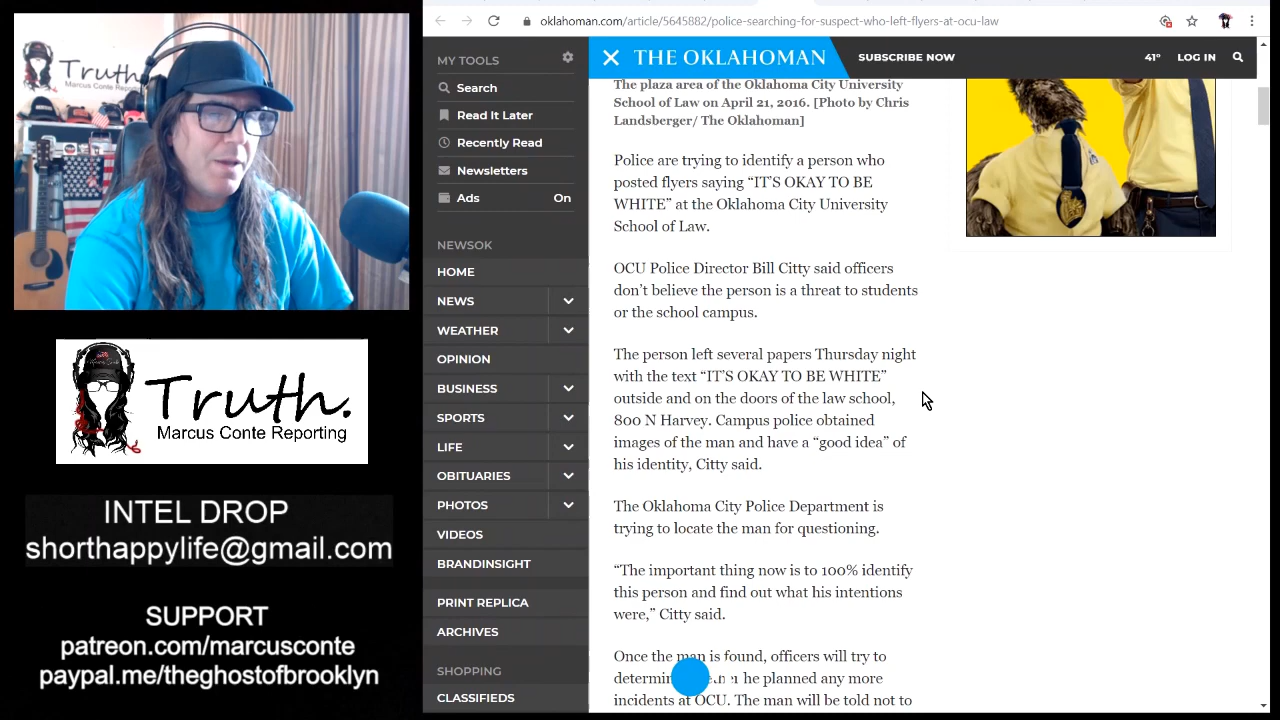 Truth.
Marcus Conte Reporting
Truth.
Marcus Conte Reporting
INTEL DROP
shorthappylife@gmail.com
SUPPORT
patreon.com/marcusconte
paypal.me/theghostofbrooklyn
oklahoman.com/article/5645882/police-searching-for-suspect-who-left-flyers-at-ocu-law
MY TOOLS
Search
Read It Later
Recently Read
Newsletters
Ads On
NEWSOK
HOME
NEWS
WEATHER
OPINION
BUSINESS
SPORTS
LIFE
OBITUARIES
PHOTOS
VIDEOS
BRANDINSIGHT
PRINT REPLICA
ARCHIVES
SHOPPING
CLASSIFIEDS
THE OKLAHOMAN
SUBSCRIBE NOW
41°
LOG IN
The plaza area of the Oklahoma City University
School of Law on April 21, 2016. [Photo by Chris
Landsberger/ The Oklahoman]
Police are trying to identify a person who
posted flyers saying “IT’S OKAY TO BE
WHITE” at the Oklahoma City University
School of Law.
OCU Police Director Bill Citty said officers
don’t believe the person is a threat to students
or the school campus.
The person left several papers Thursday night
with the text “IT’S OKAY TO BE WHITE”
outside and on the doors of the law school,
800 N Harvey. Campus police obtained
images of the man and have a “good idea” of
his identity, Citty said.
The Oklahoma City Police Department is
trying to locate the man for questioning.
“The important thing now is to 100% identify
this person and find out what his intentions
were,” Citty said.
Once the man is found, officers will try to
he planned any more
incidents at OCU. The man will be told not to